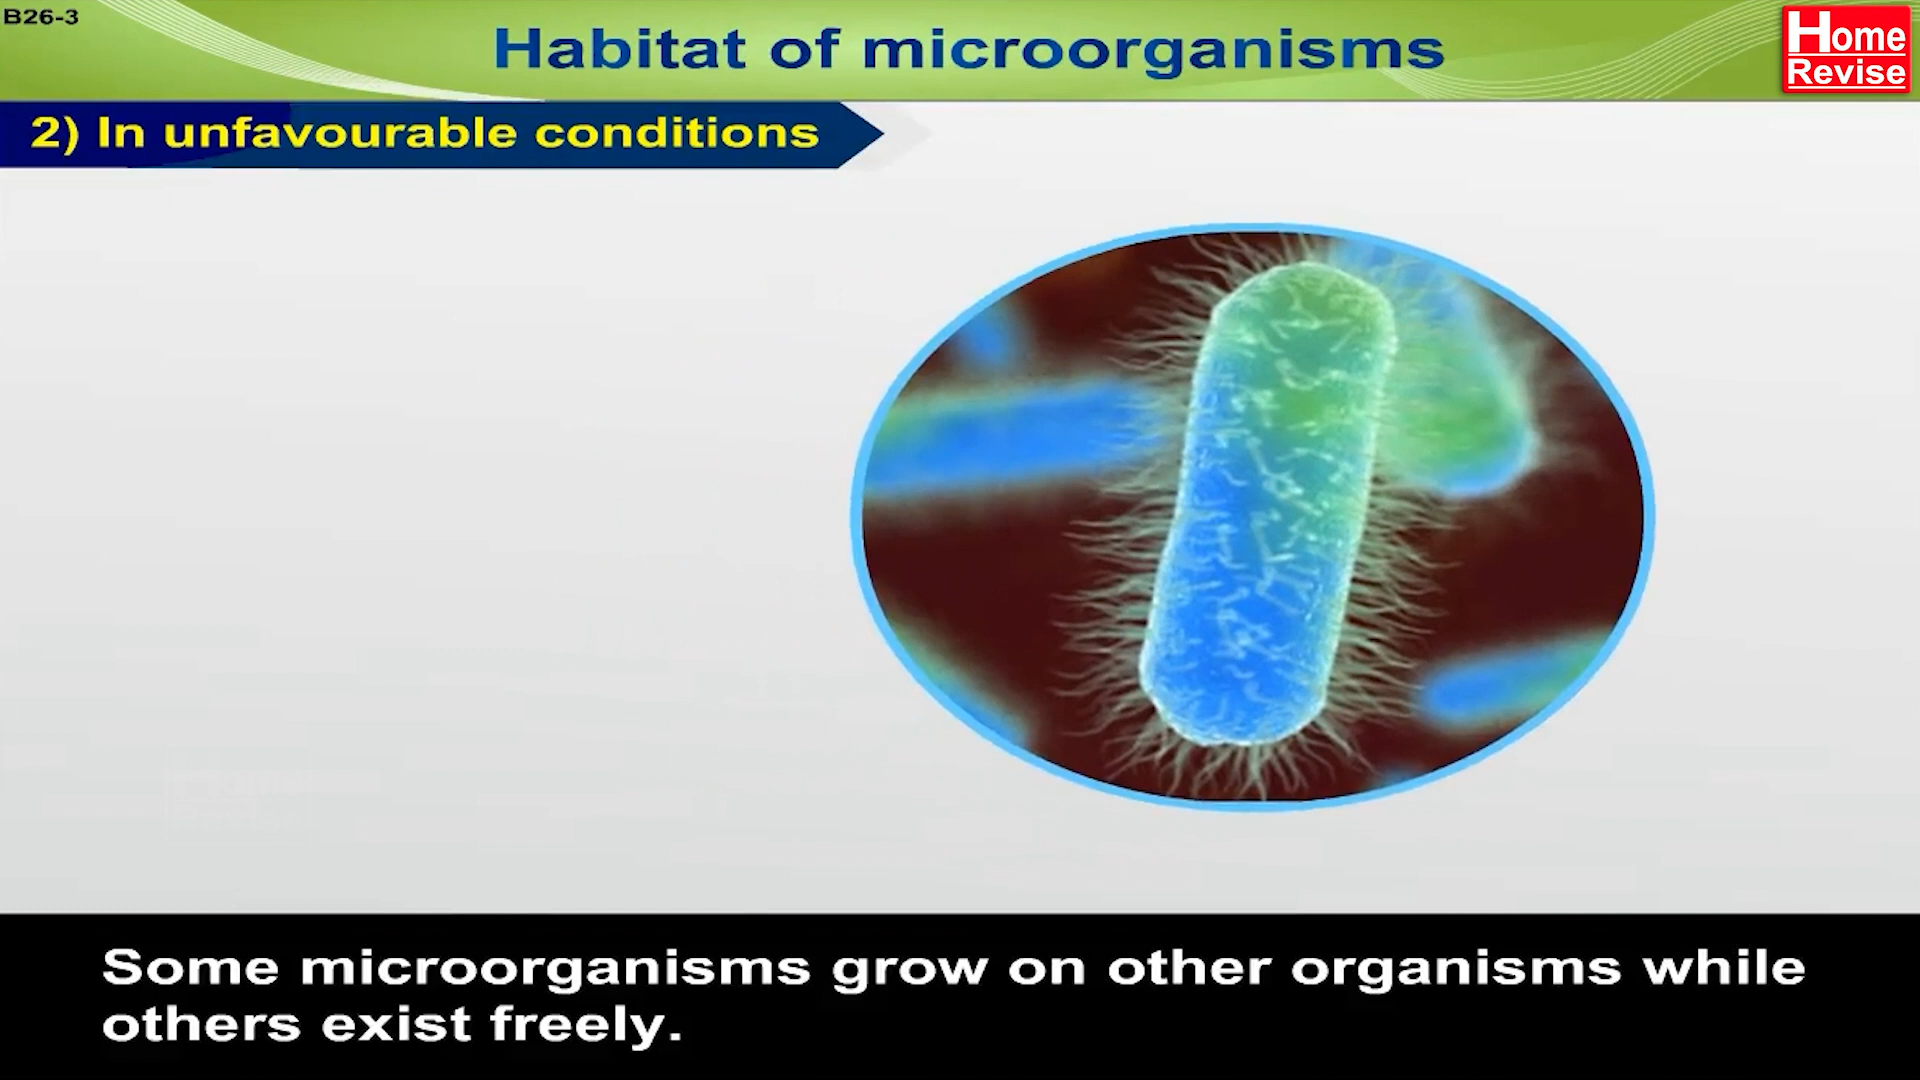 B26-3
Habitat of microorganisms
Home
Revise
2) In unfavourable conditions
Some microorganisms grow on other organisms while
others exist freely.